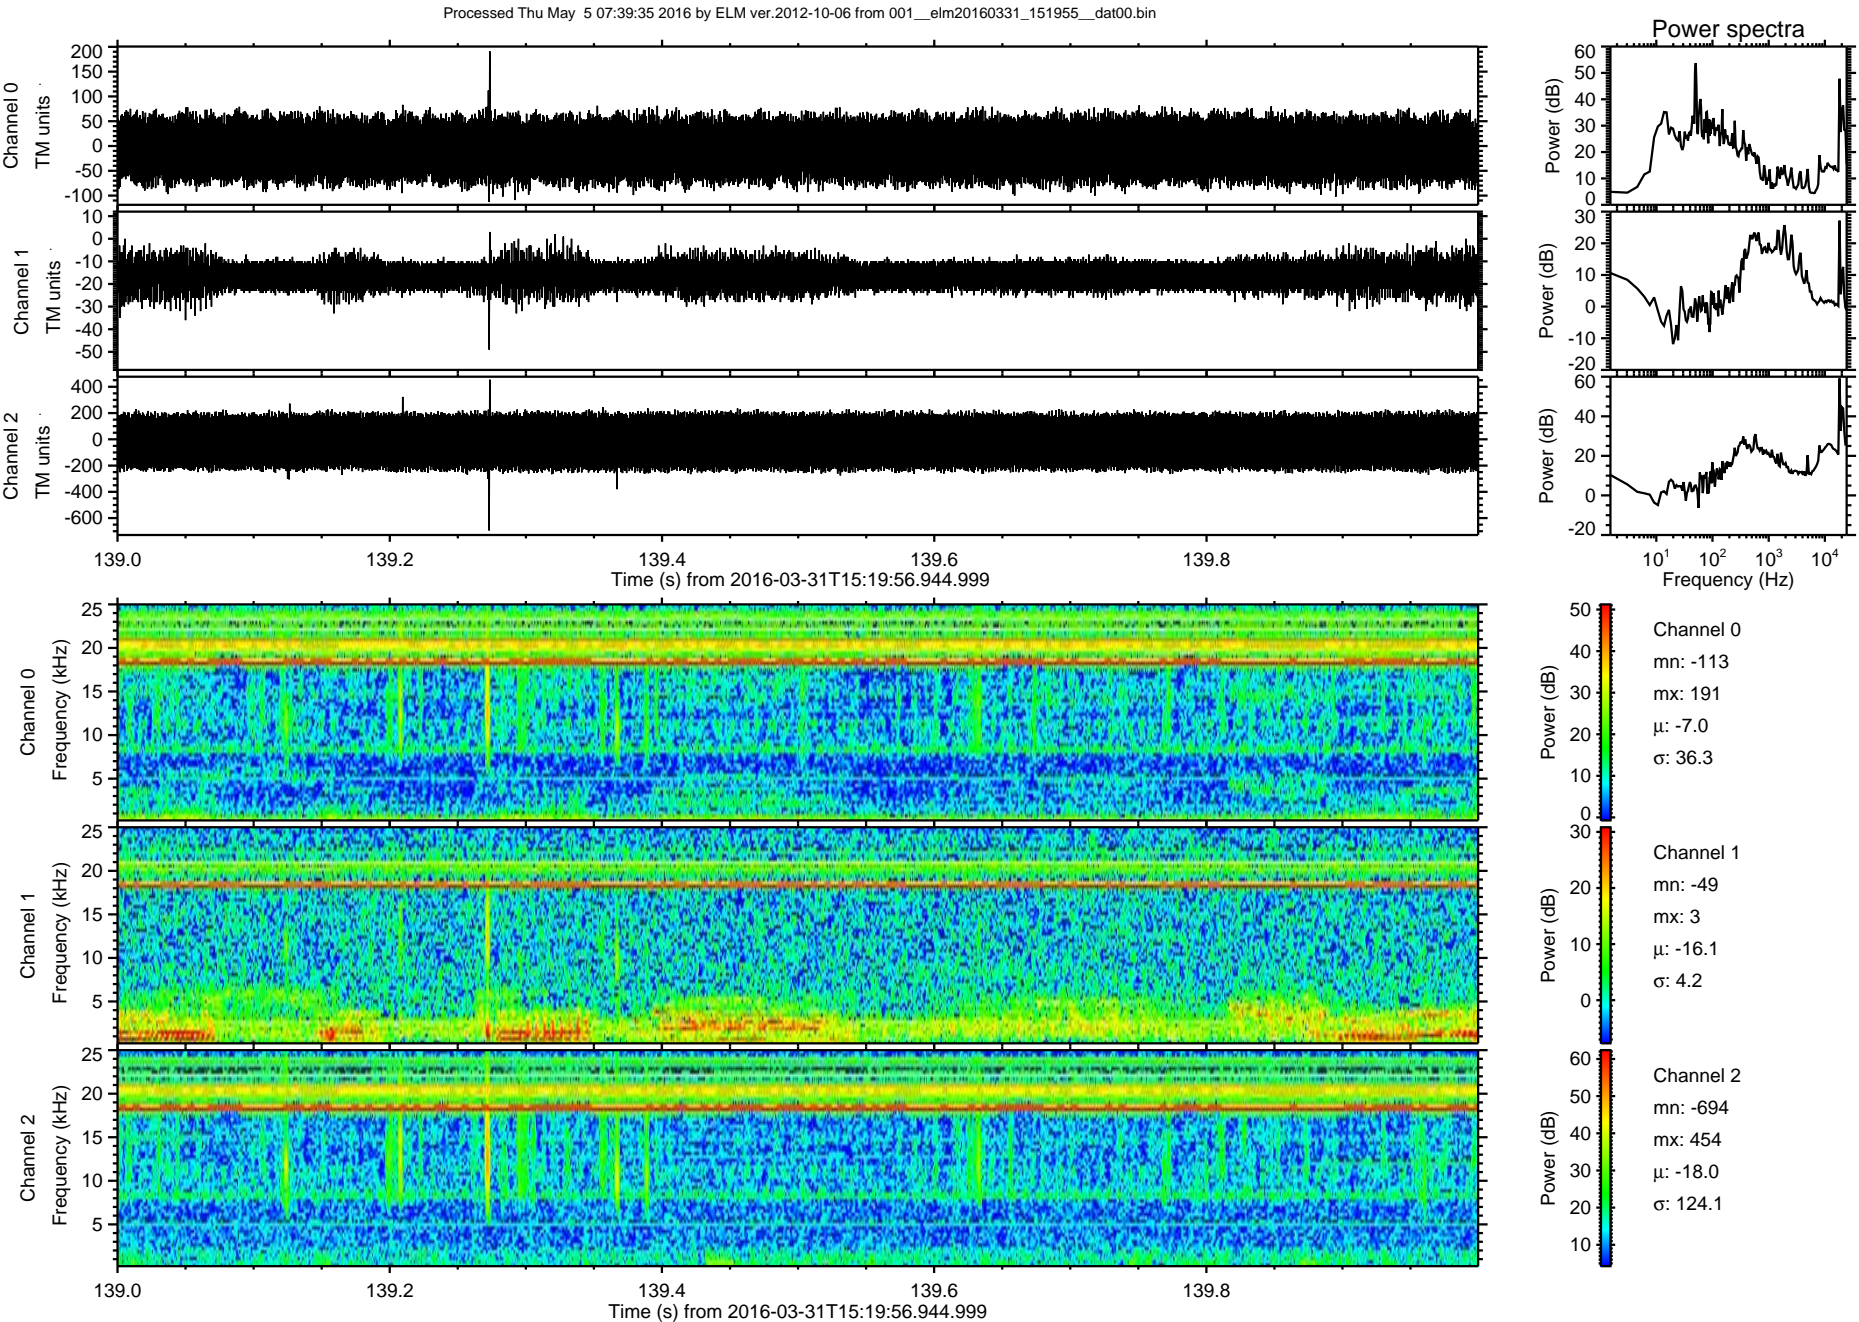 Processed Thu May  5 07:39:35 2016 by ELM ver.2012-10-06 from 001__elm20160331_151955__dat00.bin
Power spectra
Channel 0
TM units
200
150
100
50
0
-50
-100
Power (dB)
60
50
40
30
20
10
0
Channel 1
TM units
10
0
-10
-20
-30
-40
-50
Power (dB)
30
20
10
0
-10
-20
Channel 2
TM units
400
200
0
-200
-400
-600
Power (dB)
60
40
20
0
-20
139.0 139.2 139.4 139.6 139.8
Time (s) from 2016-03-31T15:19:56.944.999
10^1 10^2 10^3 10^4
Frequency (Hz)
Channel 0
Frequency (kHz)
25
20
15
10
5
Power (dB)
50
40
30
20
10
0
Channel 0
mn: -113
mx: 191
μ: -7.0
σ: 36.3
Channel 1
Frequency (kHz)
25
20
15
10
5
Power (dB)
30
20
10
0
Channel 1
mn: -49
mx: 3
μ: -16.1
σ: 4.2
Channel 2
Frequency (kHz)
25
20
15
10
5
Power (dB)
60
50
40
30
20
10
Channel 2
mn: -694
mx: 454
μ: -18.0
σ: 124.1
139.0 139.2 139.4 139.6 139.8
Time (s) from 2016-03-31T15:19:56.944.999